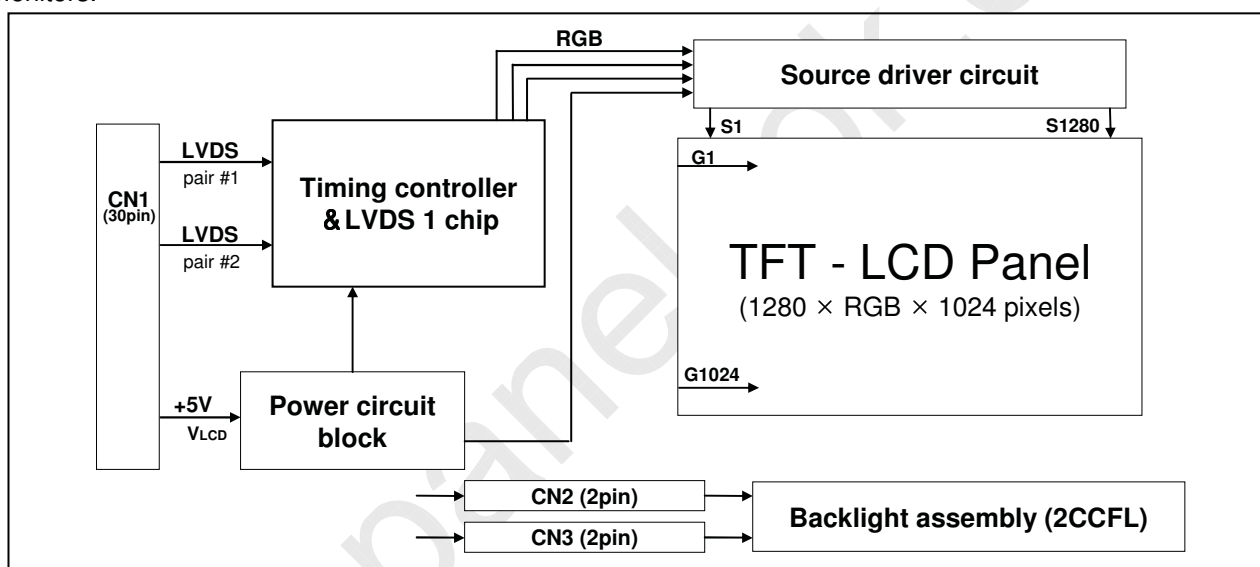 RGB
Source driver circuit
S1
S1280
CN1
(30pin)
LVDS
pair #1
LVDS
pair #2
Timing controller
&LVDS 1 chip
G1
TFT - LCD Panel
(1280 × RGB × 1024 pixels)
G1024
+5V
VLCD
Power circuit
block
CN2 (2pin)
CN3 (2pin)
Backlight assembly (2CCFL)